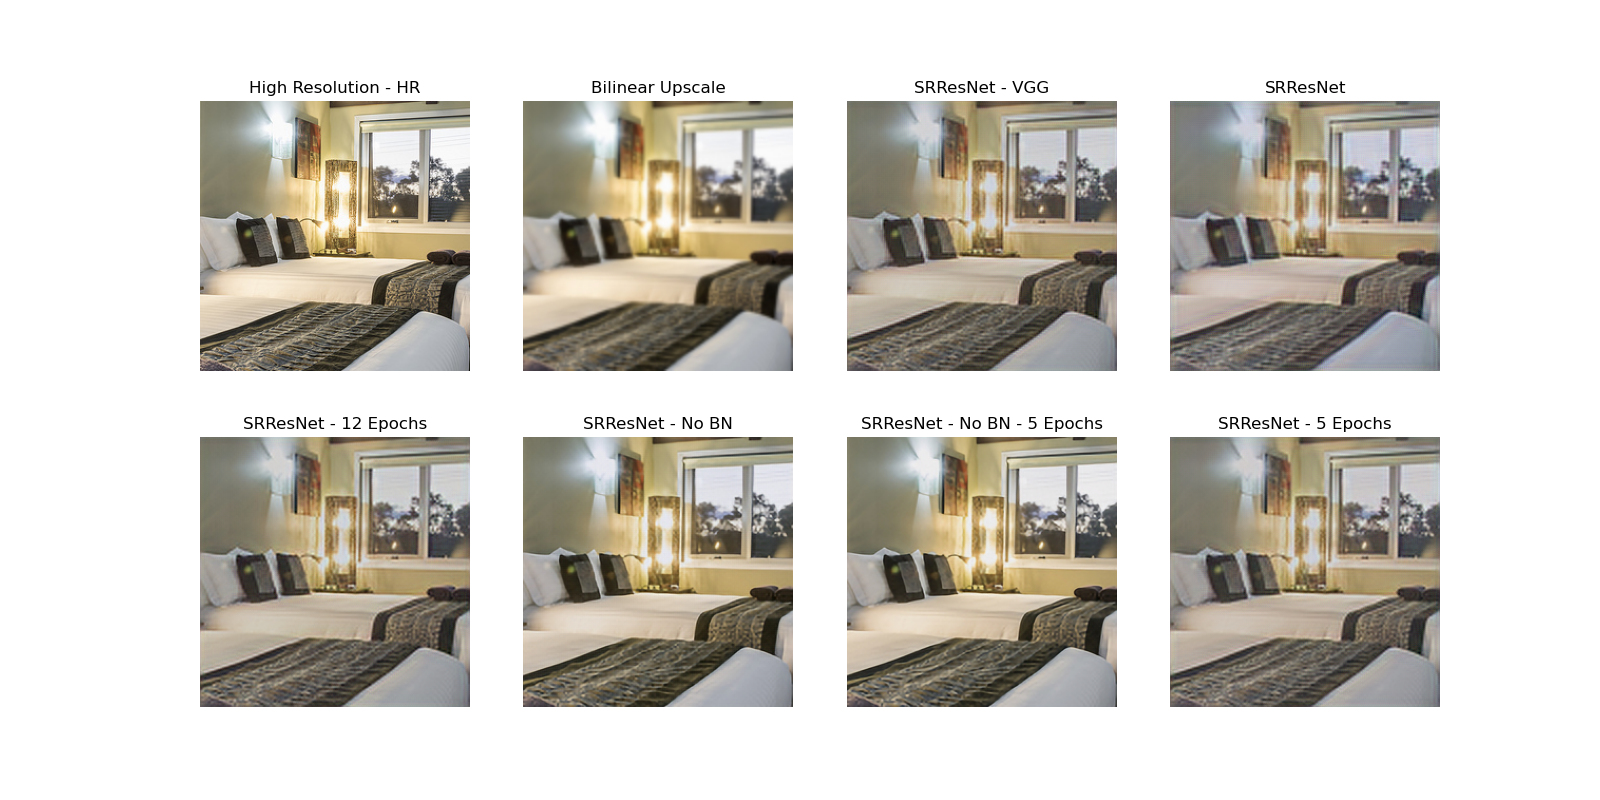 High Resolution - HR
Bilinear Upscale
SRResNet - VGG
SRResNet
SRResNet - 12 Epochs
SRResNet - No BN
SRResNet - No BN - 5 Epochs
SRResNet - 5 Epochs